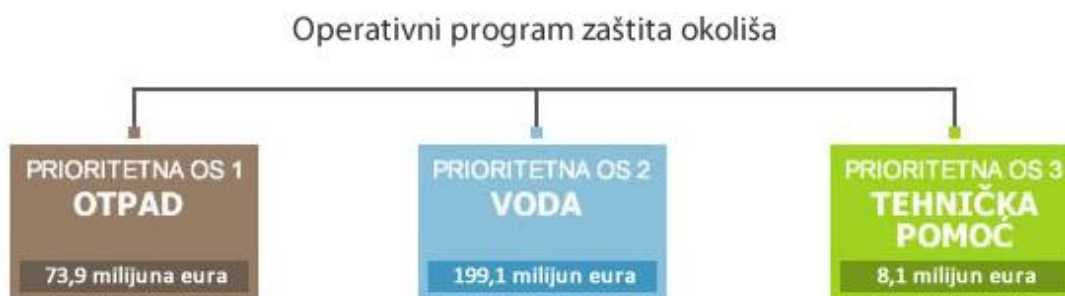 Operativni program zaštita okoliša
PRIORITETNA OS 1
OTPAD
73,9 milijuna eura
PRIORITETNA OS 2
VODA
199,1 milijun eura
PRIORITETNA OS 3
TEHNIČKA
POMOĆ
8,1 milijun eura